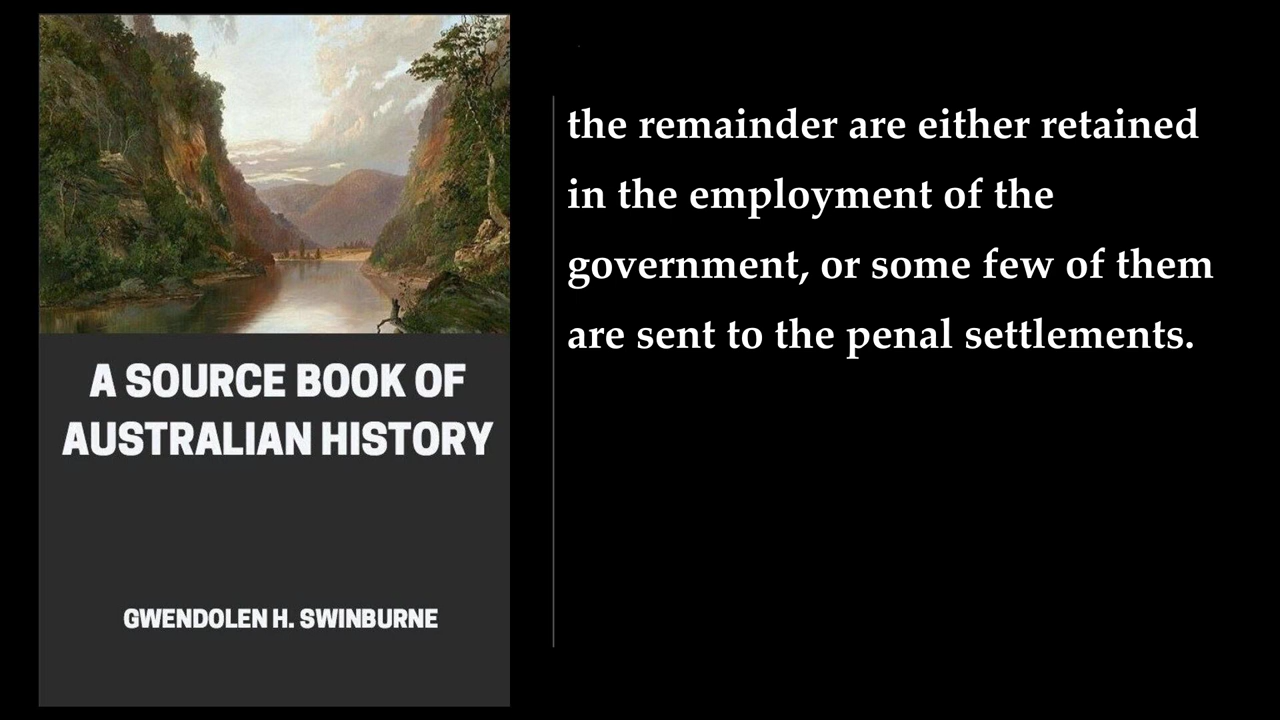 A SOURCE BOOK OF
AUSTRALIAN HISTORY
GWENDOLEN H. SWINBURNE
the remainder are either retained
in the employment of the
government, or some few of them
are sent to the penal settlements.